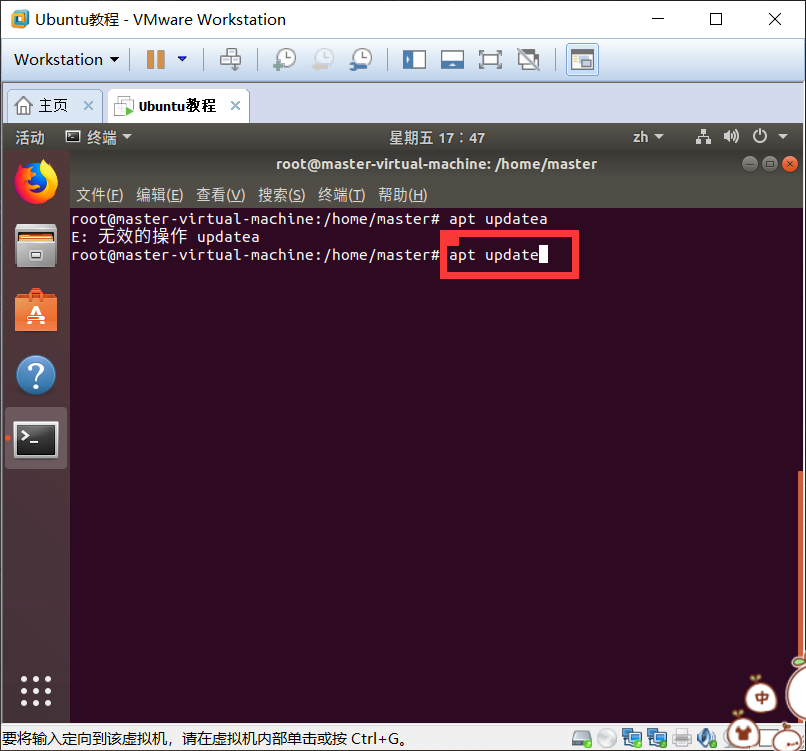 Ubuntu教程 - VMware Workstation
Workstation
主页
Ubuntu教程
活动
终端
星期五 17：47
zh
root@master-virtual-machine: /home/master
文件(F) 编辑(E) 查看(V) 搜索(S) 终端(T) 帮助(H)
root@master-virtual-machine:/home/master# apt updatea
E: 无效的操作 updatea
root@master-virtual-machine:/home/master# apt update
中
要将输入定向到该虚拟机，请在虚拟机内部单击或按 Ctrl+G。